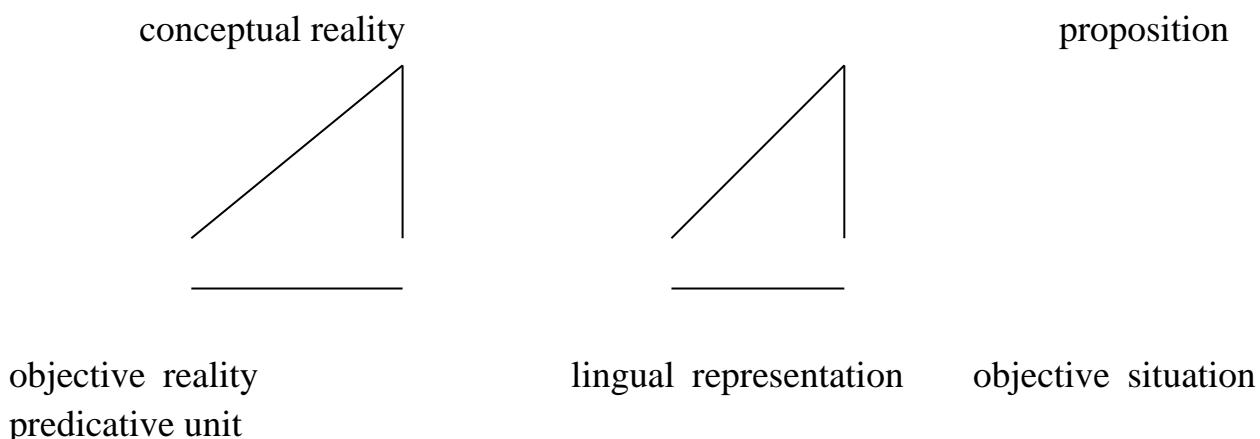 conceptual reality proposition
objective reality lingual representation objective situation
predicative unit